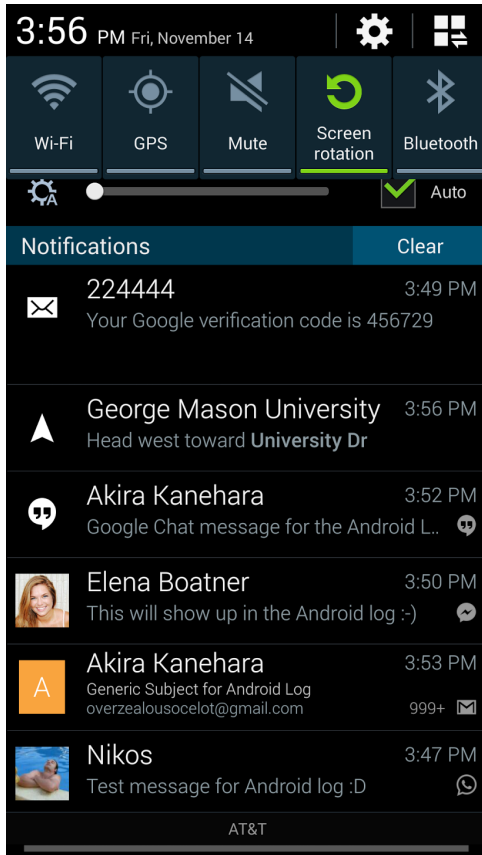 3:56 PM Fri, November 14
Wi-Fi
GPS
Mute
Screen rotation
Bluetooth
A
Auto
Notifications
Clear
224444 3:49 PM
Your Google verification code is 456729
George Mason University 3:56 PM
Head west toward University Dr
Akira Kanehara 3:52 PM
Google Chat message for the Android L..
Elena Boatner 3:50 PM
This will show up in the Android log :-)
A
Akira Kanehara 3:53 PM
Generic Subject for Android Log
overzealousocelot@gmail.com 999+
Nikos 3:47 PM
Test message for Android log :D
AT&T